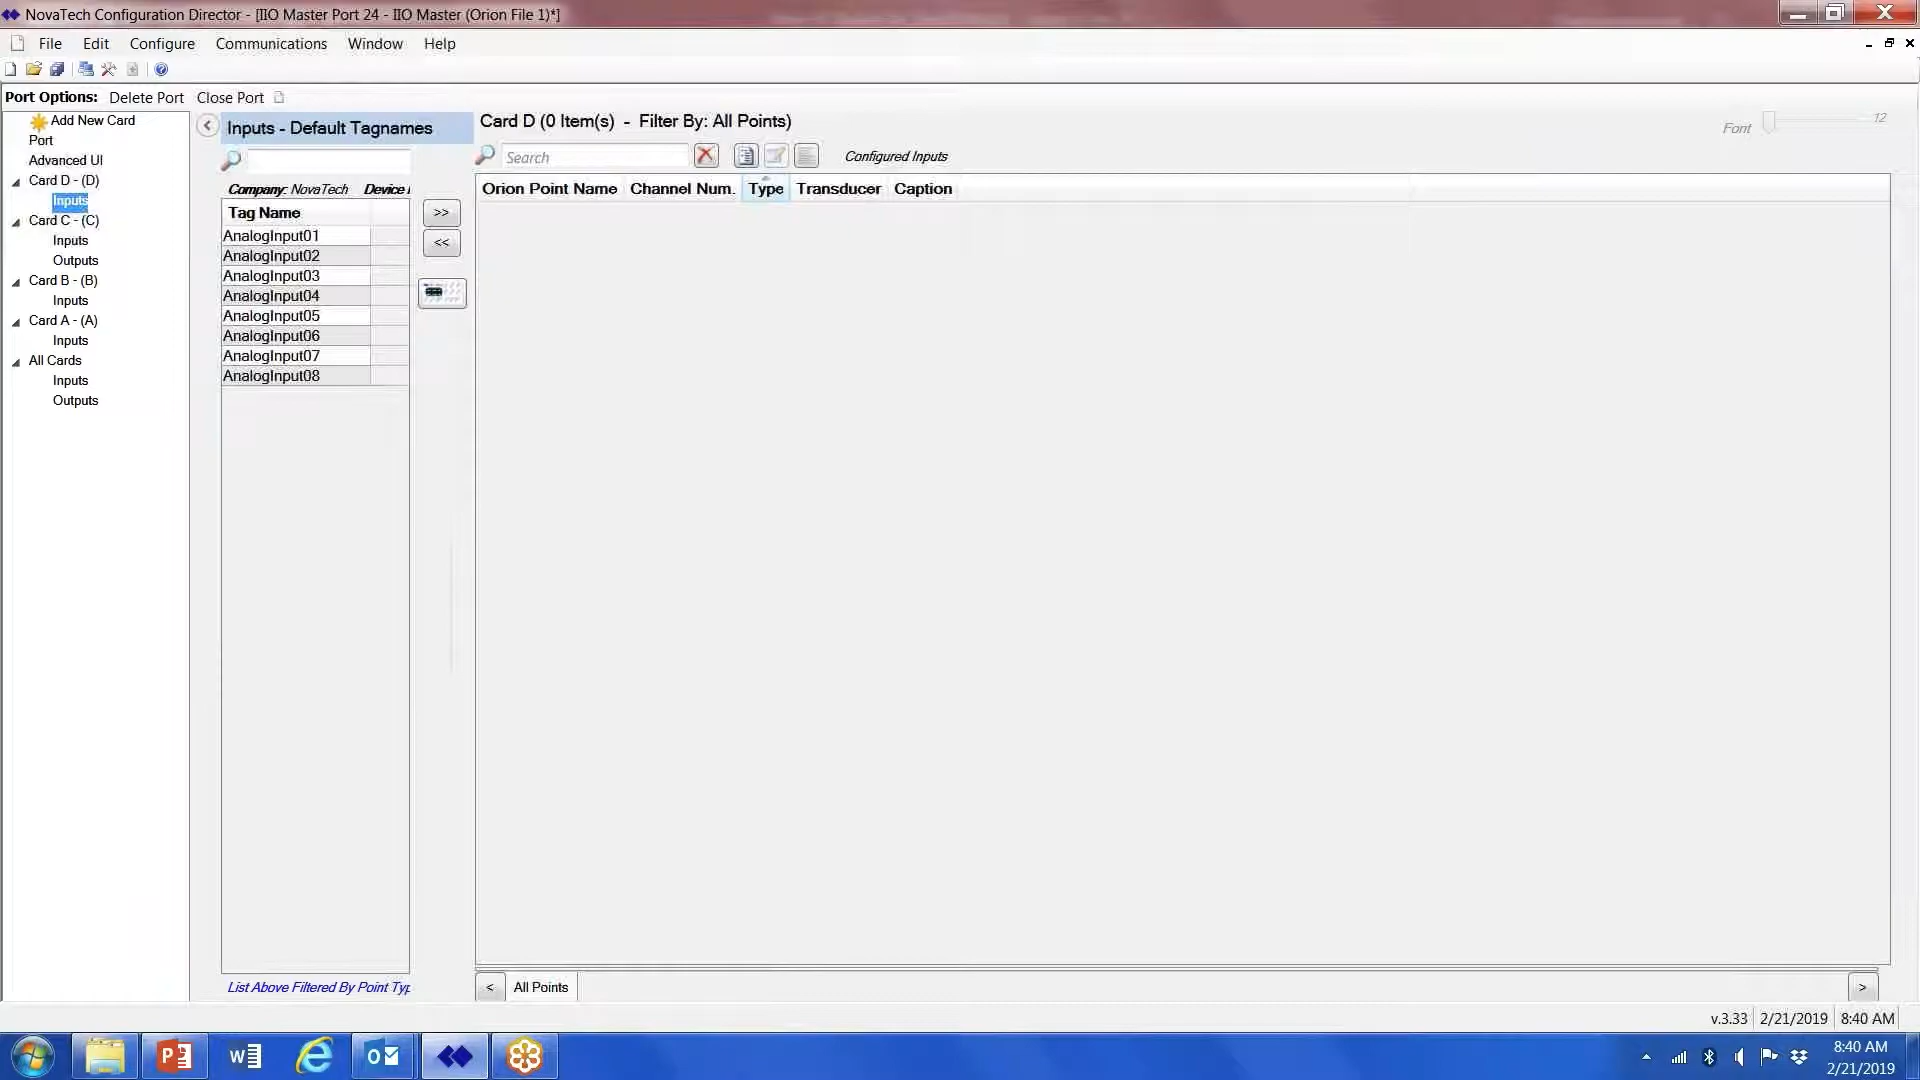 NovaTech Configuration Director - [IIO Master Port 24 - IIO Master (Orion File 1)*]
File Edit Configure Communications Window Help
Port Options: Delete Port Close Port
Add New Card
Port
Advanced UI
Card D - (D)
Inputs
Card C - (C)
Inputs
Outputs
Card B - (B)
Inputs
Card A - (A)
Inputs
All Cards
Inputs
Outputs
Inputs - Default Tagnames
Company: NovaTech Device
Tag Name
AnalogInput01
AnalogInput02
AnalogInput03
AnalogInput04
AnalogInput05
AnalogInput06
AnalogInput07
AnalogInput08
List Above Filtered By Point Typ
>>
<<
Card D (0 Item(s) - Filter By: All Points)
Font 12
Search
Configured Inputs
Orion Point Name Channel Num. Type Transducer Caption
< All Points >
v.3.33 2/21/2019 8:40 AM
8:40 AM
2/21/2019